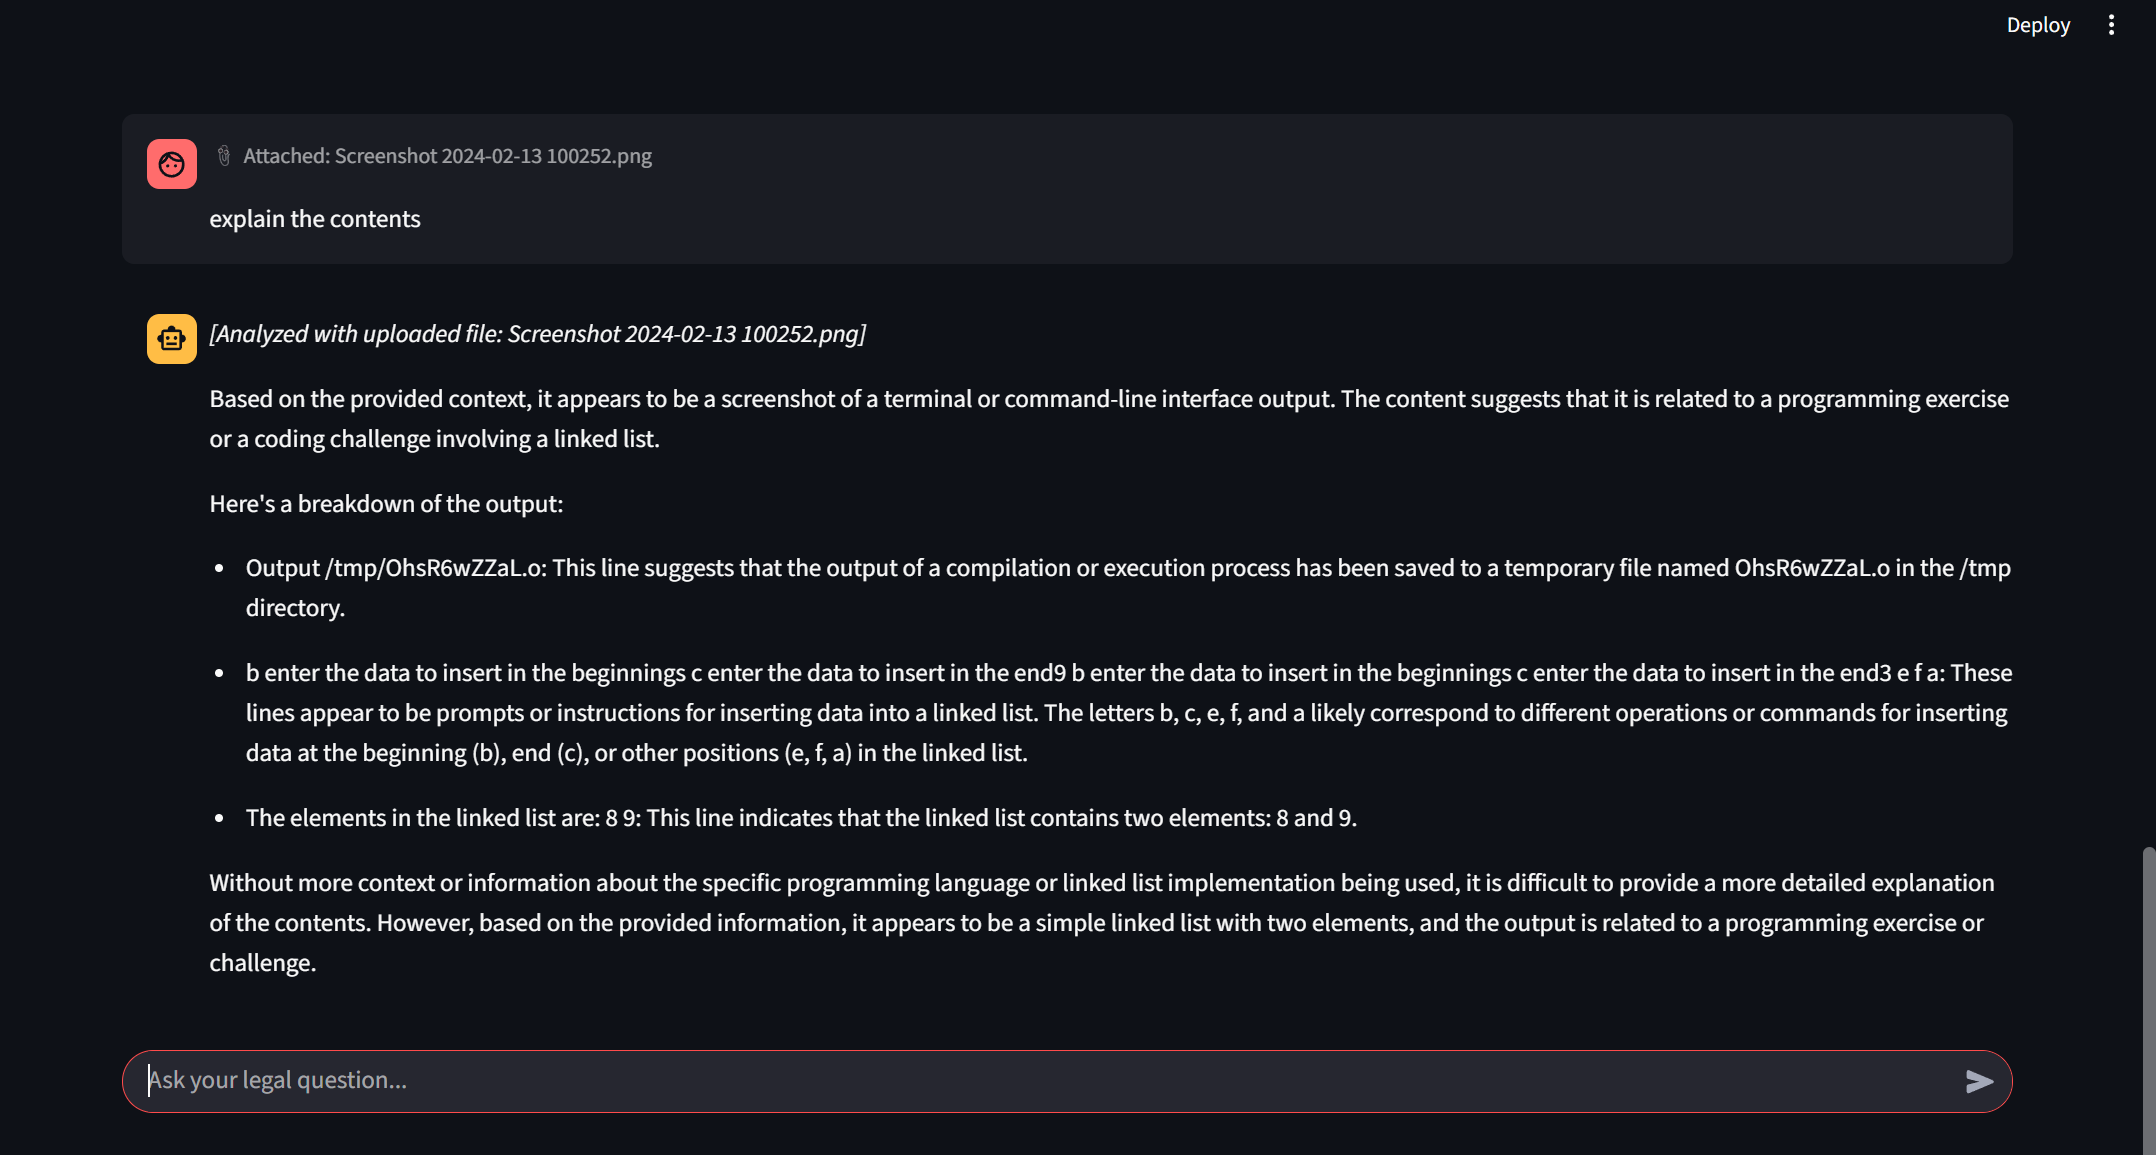 Deploy
Attached: Screenshot 2024-02-13 100252.png
explain the contents
[Analyzed with uploaded file: Screenshot 2024-02-13 100252.png]
Based on the provided context, it appears to be a screenshot of a terminal or command-line interface output. The content suggests that it is related to a programming exercise
or a coding challenge involving a linked list.
Here's a breakdown of the output:
• Output /tmp/OhsR6wZZaL.o: This line suggests that the output of a compilation or execution process has been saved to a temporary file named OhsR6wZZaL.o in the /tmp
directory.
• b enter the data to insert in the beginnings c enter the data to insert in the end9 b enter the data to insert in the beginnings c enter the data to insert in the end3 e f a: These
lines appear to be prompts or instructions for inserting data into a linked list. The letters b, c, e, f, and a likely correspond to different operations or commands for inserting
data at the beginning (b), end (c), or other positions (e, f, a) in the linked list.
• The elements in the linked list are: 8 9: This line indicates that the linked list contains two elements: 8 and 9.
Without more context or information about the specific programming language or linked list implementation being used, it is difficult to provide a more detailed explanation
of the contents. However, based on the provided information, it appears to be a simple linked list with two elements, and the output is related to a programming exercise or
challenge.
Ask your legal question...